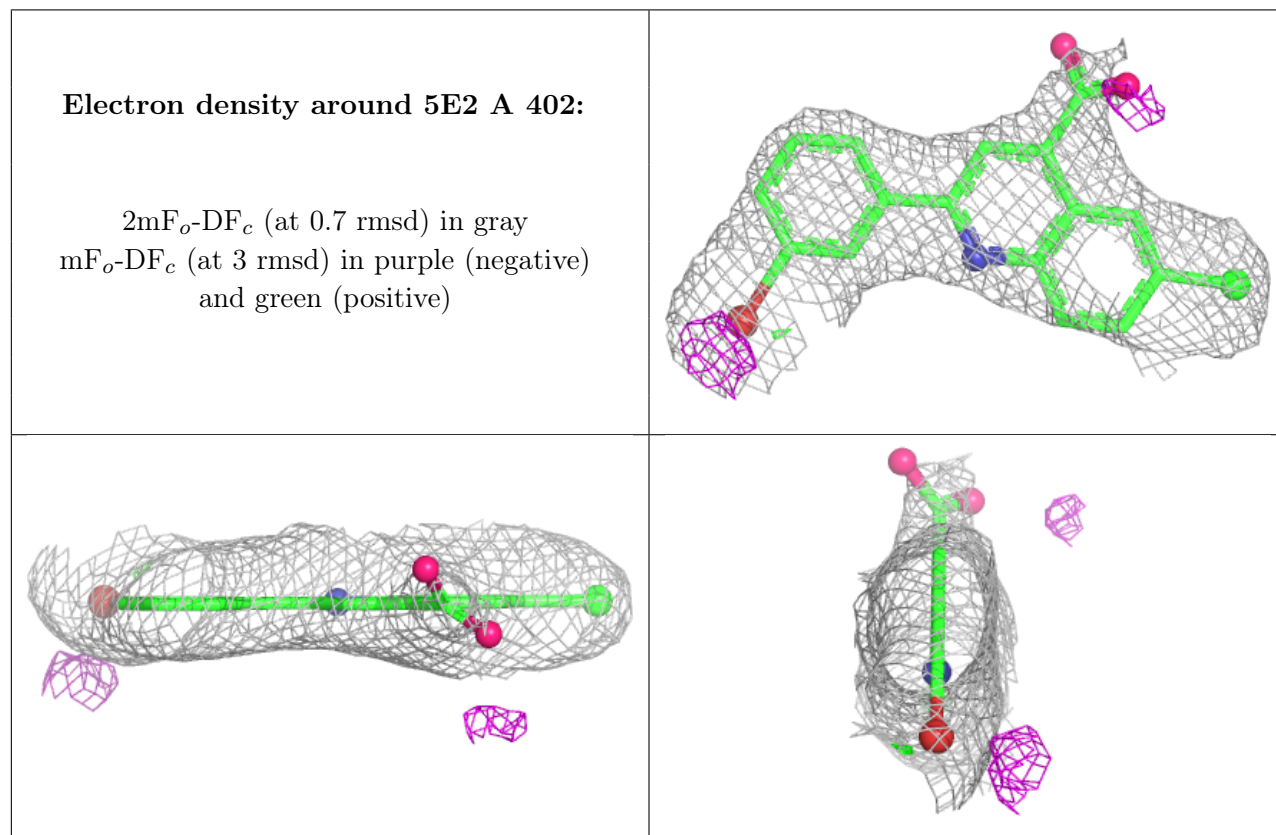 Electron density around 5E2 A 402:
2mFo-DFc (at 0.7 rmsd) in gray
mFo-DFc (at 3 rmsd) in purple (negative)
and green (positive)